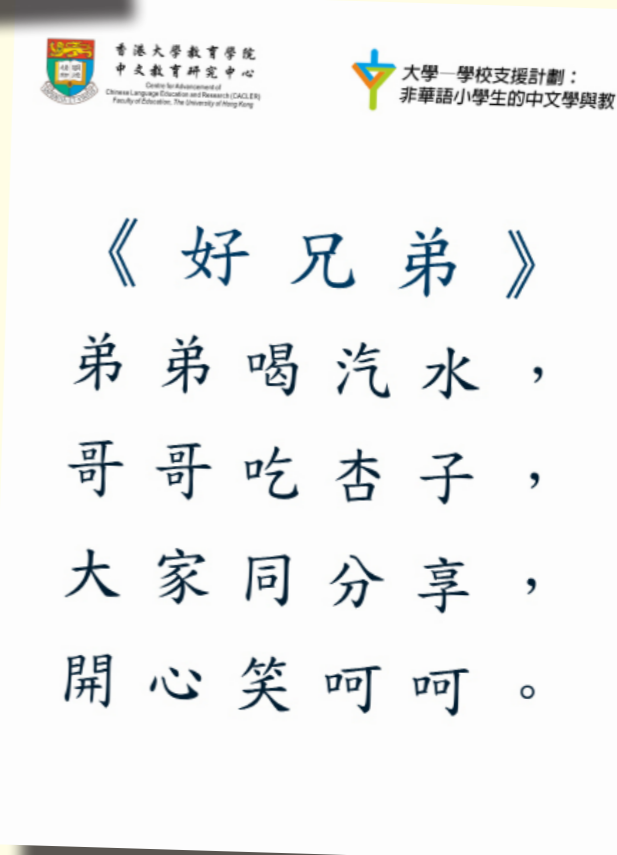 香港大學教育學院
中文教育研究中心
Centre for Advancement of
Chinese Language Education and Research (CACLER)
Faculty of Education, The University of Hong Kong
大學—學校支援計劃：
非華語小學生的中文學與教
《好兄弟》
弟弟喝汽水，
哥哥吃杏子，
大家同分享，
開心笑呵呵。